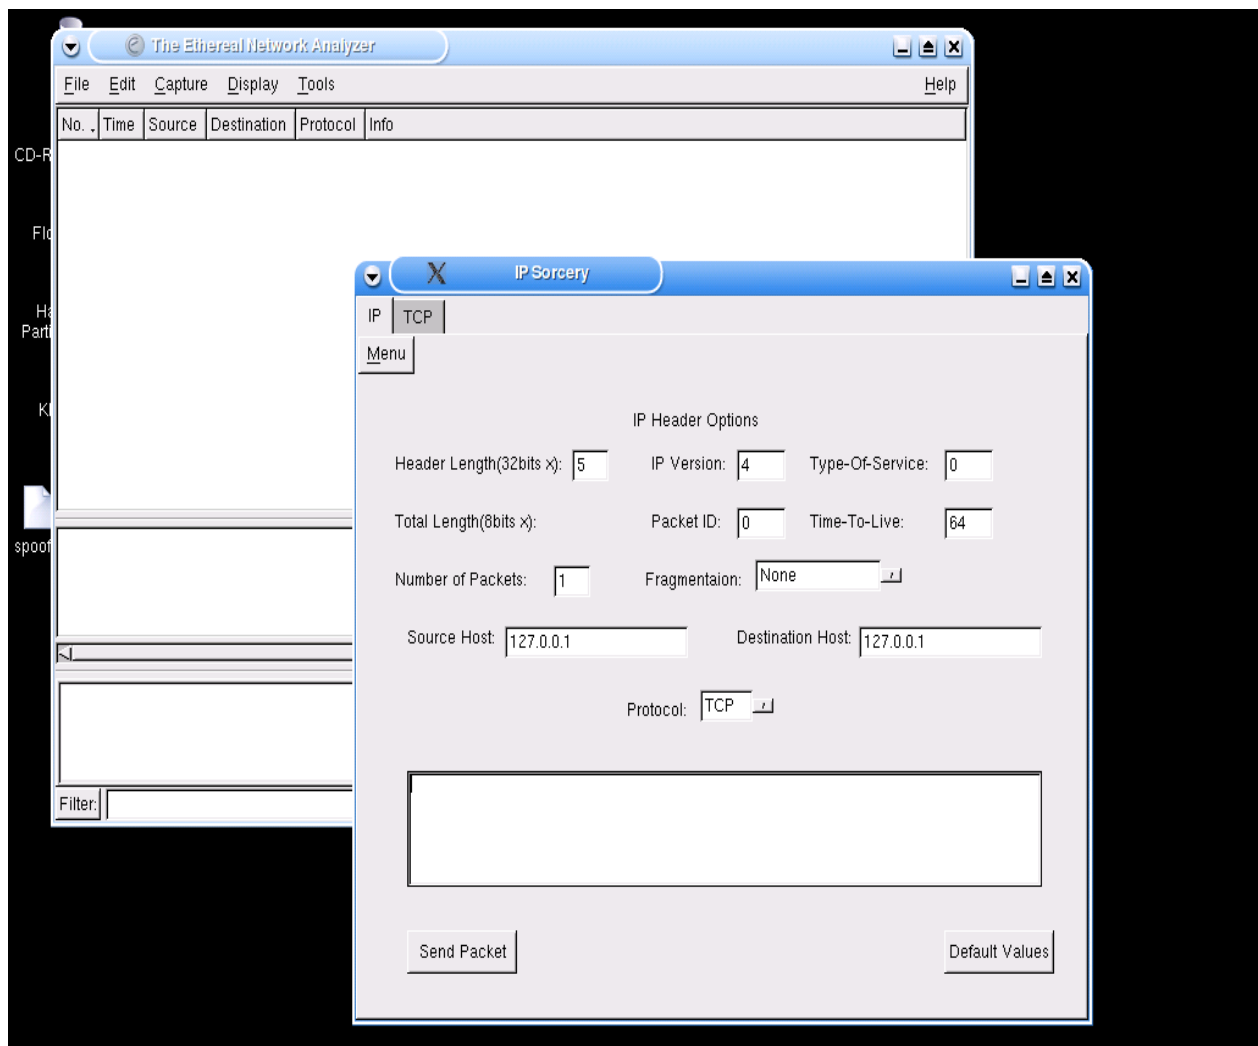 The Ethereal Network Analyzer
File Edit Capture Display Tools Help
No. Time Source Destination Protocol Info
CD-R
Flo
Ha
Parti
Kl
spoof
Filter:
IP Sorcery
IP TCP
Menu
IP Header Options
Header Length(32bits x): 5 IP Version: 4 Type-Of-Service: 0
Total Length(8bits x): Packet ID: 0 Time-To-Live: 64
Number of Packets: 1 Fragmentaion: None
Source Host: 127.0.0.1 Destination Host: 127.0.0.1
Protocol: TCP
Send Packet Default Values